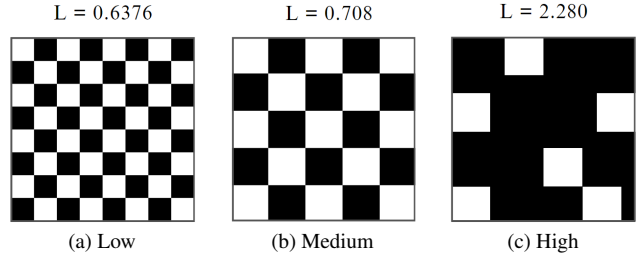 L = 0.6376
L = 0.708
L = 2.280
(a) Low
(b) Medium
(c) High